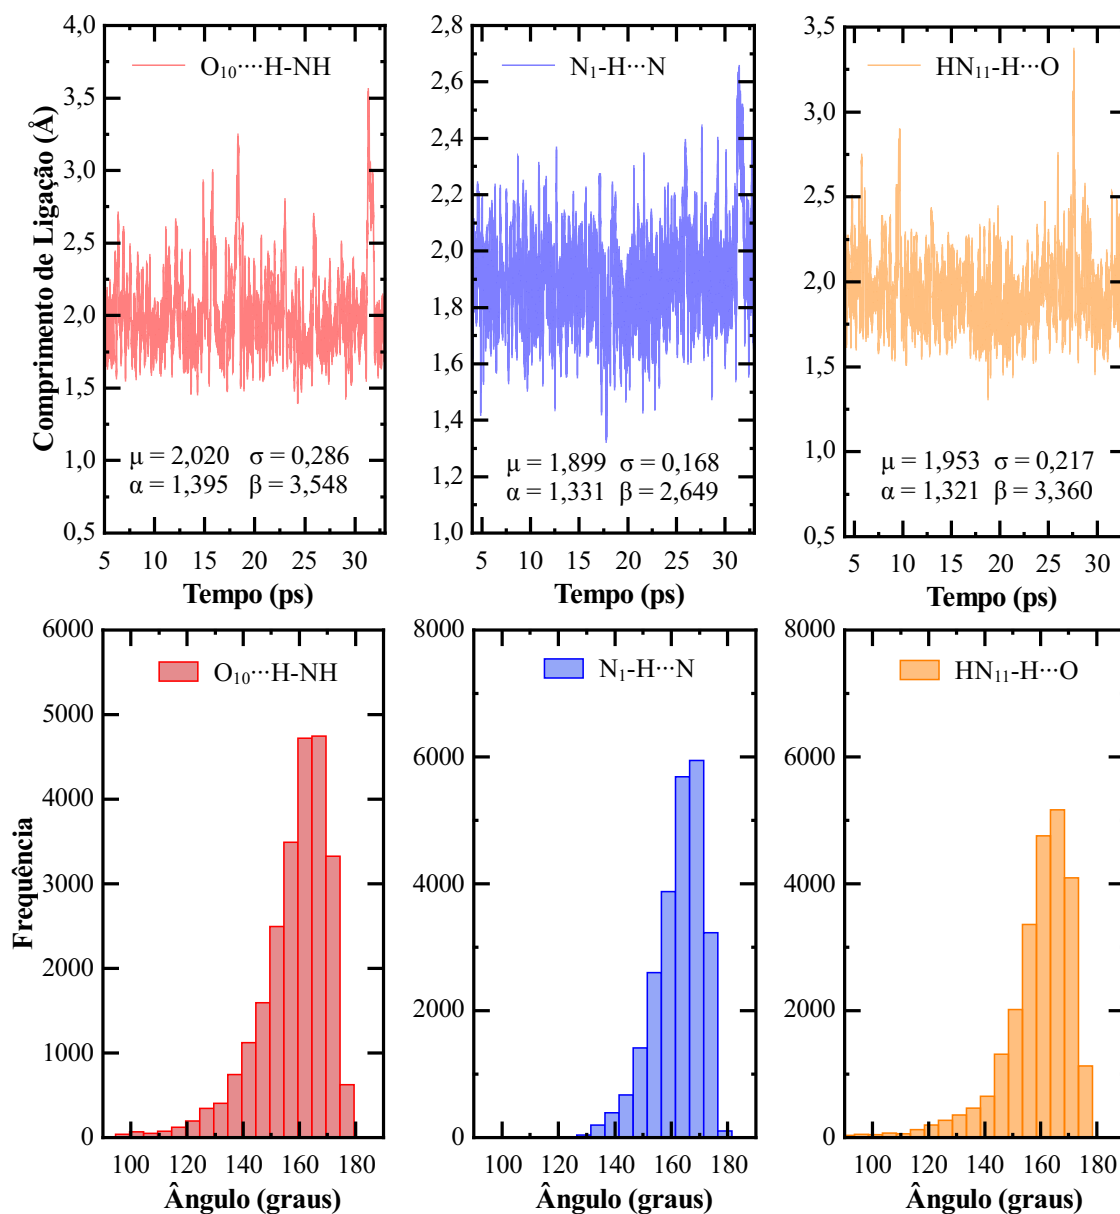 Comprimento de Ligação (Å)
4,0
3,5
3,0
2,5
2,0
1,5
1,0
0,5
O10····H-NH
μ = 2,020 σ = 0,286
α = 1,395 β = 3,548
5 10 15 20 25 30
Tempo (ps)
2,8
2,6
2,4
2,2
2,0
1,8
1,6
1,4
1,2
1,0
N1-H···N
μ = 1,899 σ = 0,168
α = 1,331 β = 2,649
5 10 15 20 25 30
Tempo (ps)
3,5
3,0
2,5
2,0
1,5
1,0
0,5
HN11-H···O
μ = 1,953 σ = 0,217
α = 1,321 β = 3,360
5 10 15 20 25 30
Tempo (ps)
Frequência
6000
5000
4000
3000
2000
1000
0
O10···H-NH
100 120 140 160 180
Ângulo (graus)
8000
6000
4000
2000
0
N1-H···N
100 120 140 160 180
Ângulo (graus)
8000
6000
4000
2000
0
HN11-H···O
100 120 140 160 180
Ângulo (graus)